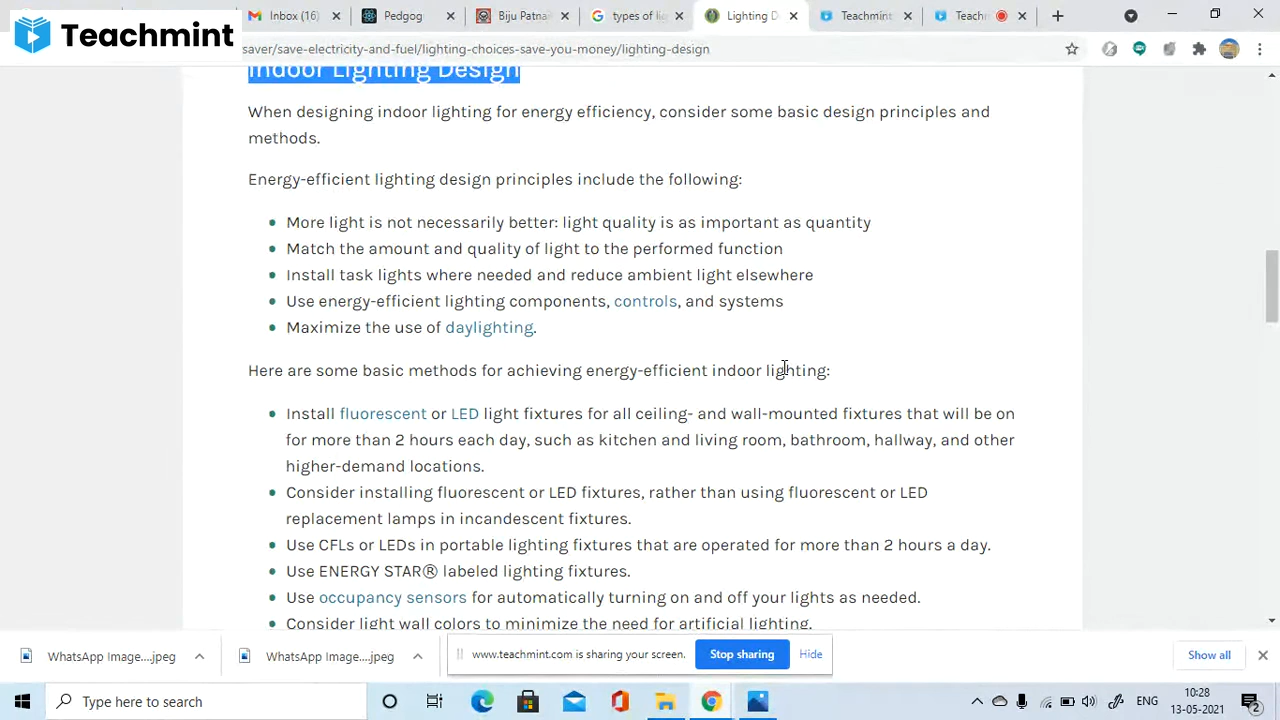 Inbox (16)
Pedgog
Biju Patnai
types of lig
Lighting D
Teachmint
Teachm
Teachmint
saver/save-electricity-and-fuel/lighting-choices-save-you-money/lighting-design
Indoor Lighting Design
When designing indoor lighting for energy efficiency, consider some basic design principles and
methods.
Energy-efficient lighting design principles include the following:
More light is not necessarily better: light quality is as important as quantity
Match the amount and quality of light to the performed function
Install task lights where needed and reduce ambient light elsewhere
Use energy-efficient lighting components, controls, and systems
Maximize the use of daylighting.
Here are some basic methods for achieving energy-efficient indoor lighting:
Install fluorescent or LED light fixtures for all ceiling- and wall-mounted fixtures that will be on
for more than 2 hours each day, such as kitchen and living room, bathroom, hallway, and other
higher-demand locations.
Consider installing fluorescent or LED fixtures, rather than using fluorescent or LED
replacement lamps in incandescent fixtures.
Use CFLs or LEDs in portable lighting fixtures that are operated for more than 2 hours a day.
Use ENERGY STAR® labeled lighting fixtures.
Use occupancy sensors for automatically turning on and off your lights as needed.
Consider light wall colors to minimize the need for artificial lighting.
WhatsApp Image....jpeg
WhatsApp Image....jpeg
www.teachmint.com is sharing your screen.
Stop sharing
Hide
Show all
Type here to search
ENG
10:28
13-05-2021
2